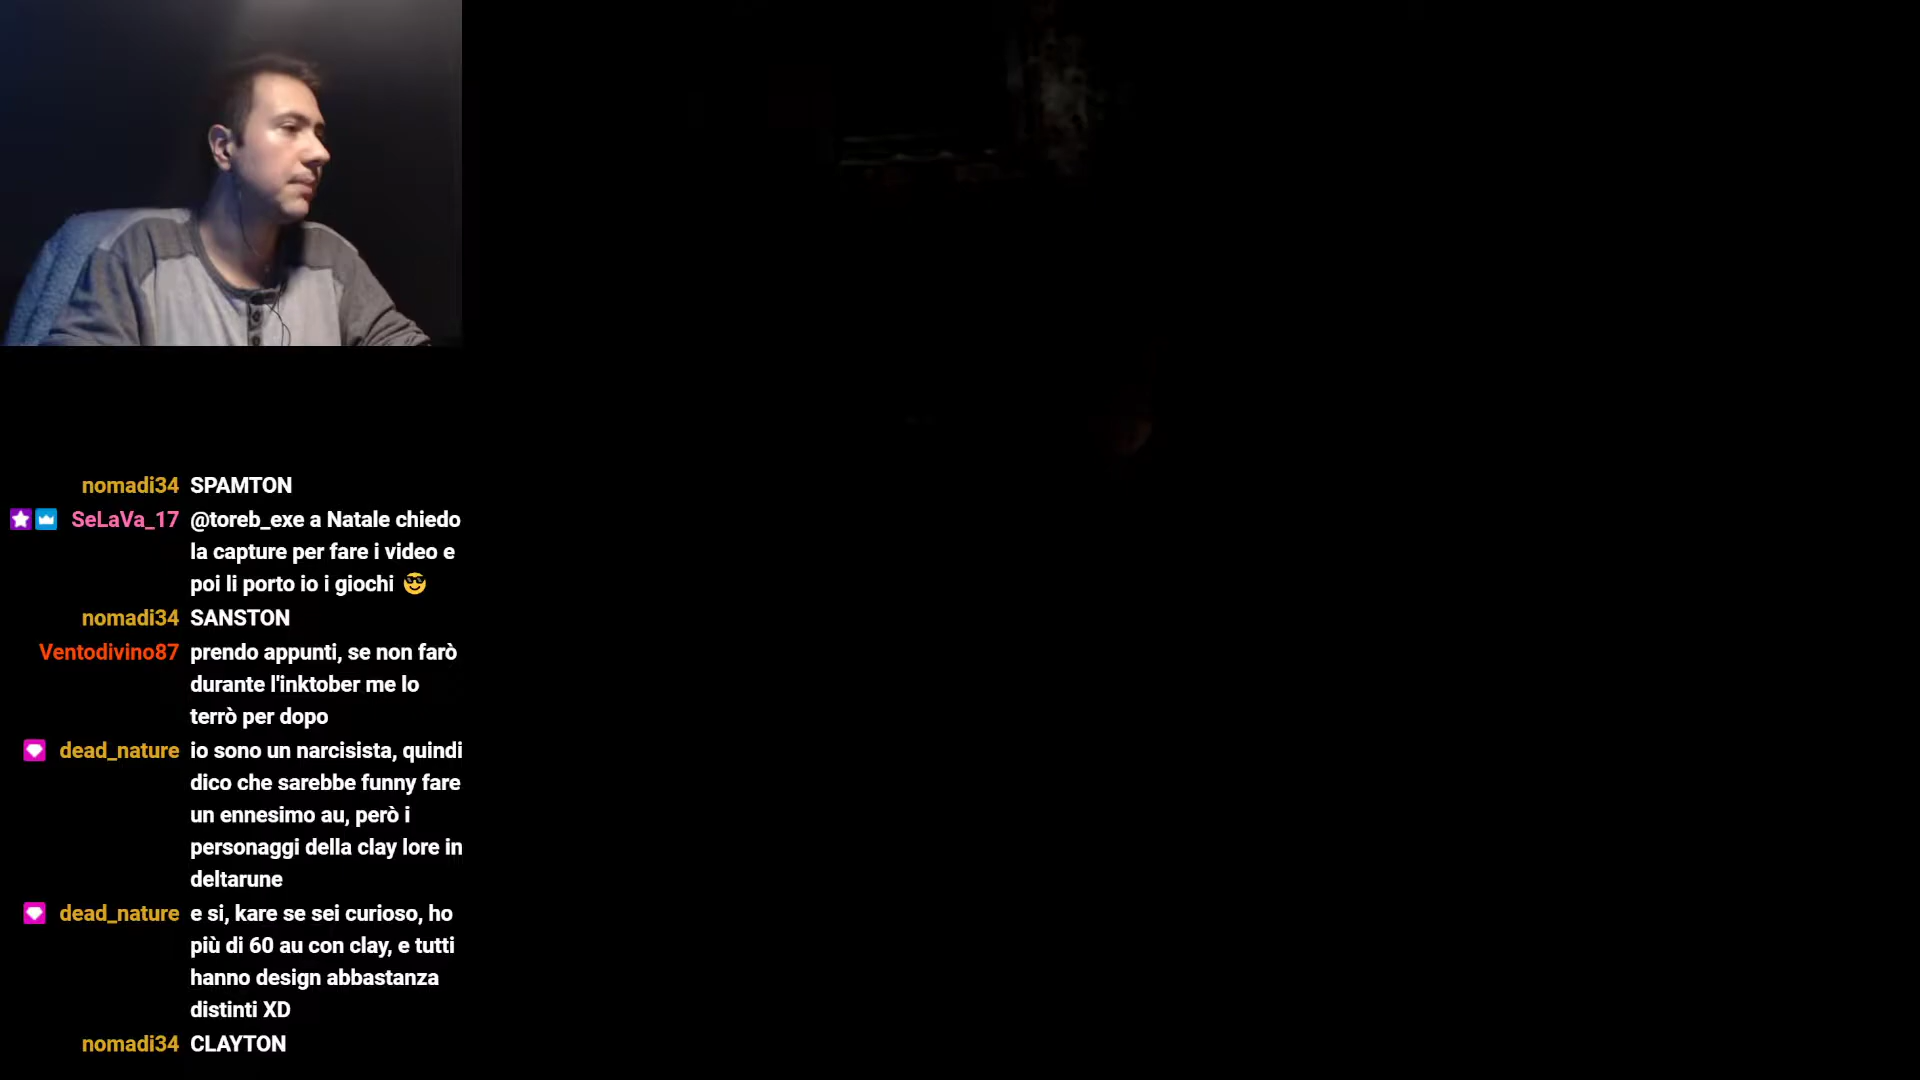 nomadi34 SPAMTON
SeLaVa_17 @toreb_exe a Natale chiedo
la capture per fare i video e
poi li porto io i giochi
nomadi34 SANSTON
Ventodivino87 prendo appunti, se non farò
durante l'inktober me lo
terrò per dopo
dead_nature io sono un narcisista, quindi
dico che sarebbe funny fare
un ennesimo au, però i
personaggi della clay lore in
deltarune
dead_nature e si, kare se sei curioso, ho
più di 60 au con clay, e tutti
hanno design abbastanza
distinti XD
nomadi34 CLAYTON